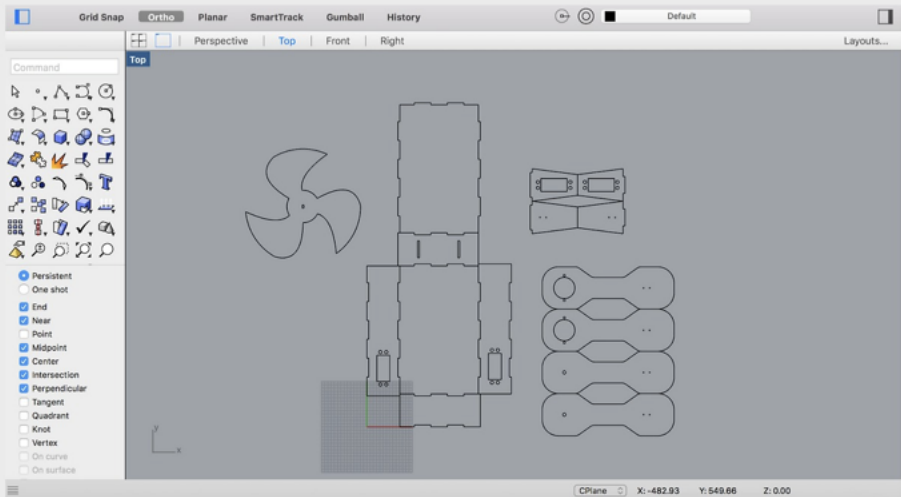 Grid Snap Ortho Planar SmartTrack Gumball History Default
Perspective Top Front Right Layouts...
Top
Command
Persistent
One shot
End
Near
Point
Midpoint
Center
Intersection
Perpendicular
Tangent
Quadrant
Knot
Vertex
On curve
On surface
y
x
CPlane X: -482.93 Y: 549.66 Z: 0.00